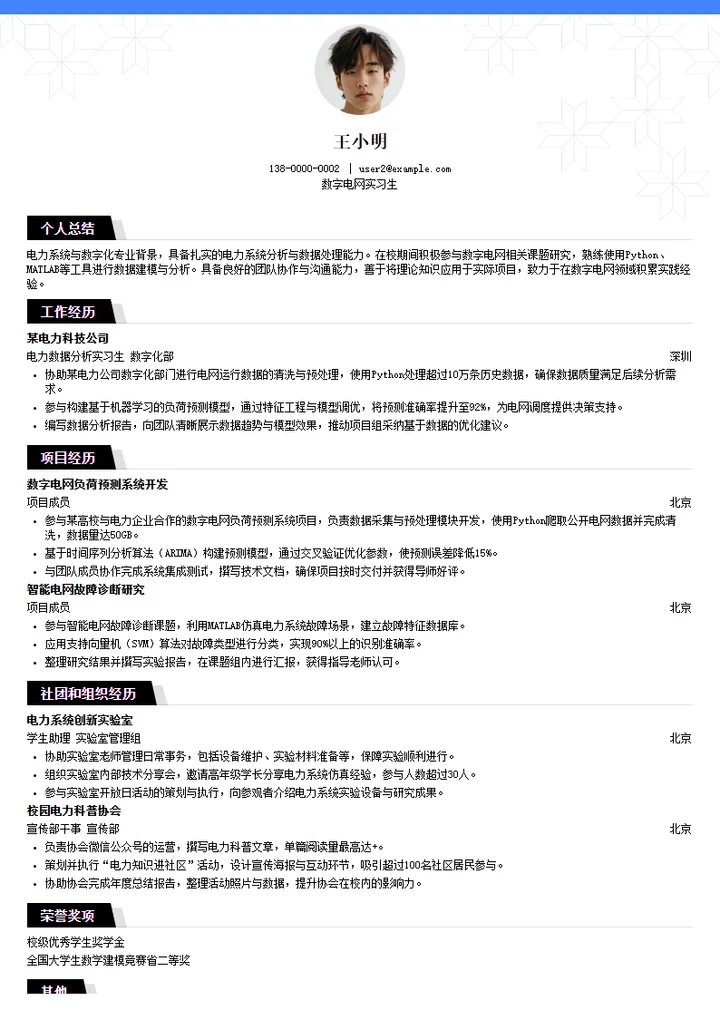 王小明
138-0000-0002 | user2@example.com
数字电网实习生
个人总结
电力系统与数字化专业背景，具备扎实的电力系统分析与数据处理能力。在校期间积极参与数字电网相关课题研究，熟练使用Python、
MATLAB等工具进行数据建模与分析。具备良好的团队协作与沟通能力，善于将理论知识应用于实际项目，致力于在数字电网领域积累实践经
验。
工作经历
某电力科技公司
电力数据分析实习生 数字化部 深圳
• 协助某电力公司数字化部门进行电网运行数据的清洗与预处理，使用Python处理超过10万条历史数据，确保数据质量满足后续分析需
求。
• 参与构建基于机器学习的负荷预测模型，通过特征工程与模型调优，将预测准确率提升至92%，为电网调度提供决策支持。
• 编写数据分析报告，向团队清晰展示数据趋势与模型效果，推动项目组采纳基于数据的优化建议。
项目经历
数字电网负荷预测系统开发
项目成员 北京
• 参与某高校与电力企业合作的数字电网负荷预测系统项目，负责数据采集与预处理模块开发，使用Python爬取公开电网数据并完成清
洗，数据量达50GB。
• 基于时间序列分析算法（ARIMA）构建预测模型，通过交叉验证优化参数，使预测误差降低15%。
• 与团队成员协作完成系统集成测试，撰写技术文档，确保项目按时交付并获得导师好评。
智能电网故障诊断研究
项目成员 北京
• 参与智能电网故障诊断课题，利用MATLAB仿真电力系统故障场景，建立故障特征数据库。
• 应用支持向量机（SVM）算法对故障类型进行分类，实现90%以上的识别准确率。
• 整理研究结果并撰写实验报告，在课题组内进行汇报，获得指导老师认可。
社团和组织经历
电力系统创新实验室
学生助理 实验室管理组 北京
• 协助实验室老师管理日常事务，包括设备维护、实验材料准备等，保障实验顺利进行。
• 组织实验室内部技术分享会，邀请高年级学长分享电力系统仿真经验，参与人数超过30人。
• 参与实验室开放日活动的策划与执行，向参观者介绍电力系统实验设备与研究成果。
校园电力科普协会
宣传部干事 宣传部 北京
• 负责协会微信公众号的运营，撰写电力科普文章，单篇阅读量最高达+。
• 策划并执行“电力知识进社区”活动，设计宣传海报与互动环节，吸引超过100名社区居民参与。
• 协助协会完成年度总结报告，整理活动照片与数据，提升协会在校内的影响力。
荣誉奖项
校级优秀学生奖学金
全国大学生数学建模竞赛省二等奖
其他